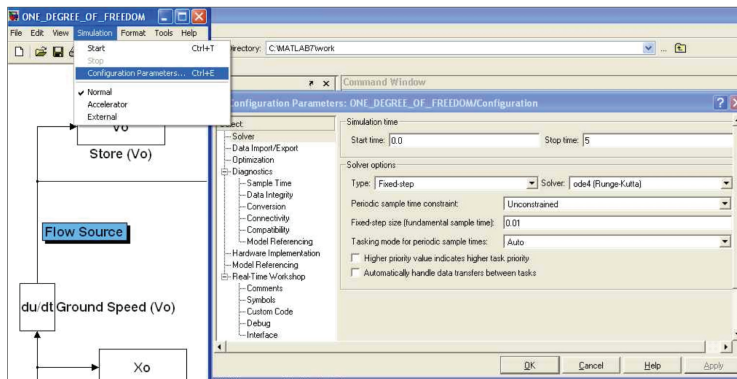 ONE_DEGREE_OF_FREEDOM
File Edit View Simulation Format Tools Help
Start Ctrl+T
Stop
Configuration Parameters... Ctrl+E
Normal
Accelerator
External
Directory: C:\MATLAB7\work
Command Window
Configuration Parameters: ONE_DEGREE_OF_FREEDOM/Configuration
Select:
Solver
Data Import/Export
Optimization
Diagnostics
Sample Time
Data Integrity
Conversion
Connectivity
Compatibility
Model Referencing
Hardware Implementation
Model Referencing
Real-Time Workshop
Comments
Symbols
Custom Code
Debug
Interface
Simulation time
Start time: 0.0 Stop time: 5
Solver options
Type: Fixed-step Solver: ode4 (Runge-Kutta)
Periodic sample time constraint: Unconstrained
Fixed-step size (fundamental sample time): 0.01
Tasking mode for periodic sample times: Auto
Higher priority value indicates higher task priority
Automatically handle data transfers between tasks
OK Cancel Help Apply
Vo
Store (Vo)
Flow Source
du/dt Ground Speed (Vo)
Xo